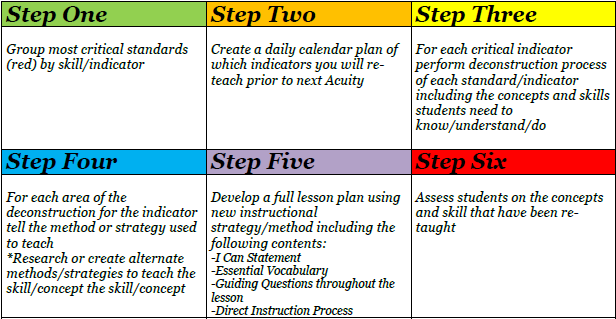 Step One
Group most critical standards
(red) by skill/indicator
Step Two
Create a daily calendar plan of
which indicators you will re-
teach prior to next Acuity
Step Three
For each critical indicator
perform deconstruction process
of each standard/indicator
including the concepts and skills
students need to
know/understand/do
Step Four
For each area of the
deconstruction for the indicator
tell the method or strategy used
to teach
*Research or create alternate
methods/strategies to teach the
skill/concept the skill/concept
Step Five
Develop a full lesson plan using
new instructional
strategy/method including the
following contents:
-I Can Statement
-Essential Vocabulary
-Guiding Questions throughout the
lesson
-Direct Instruction Process
Step Six
Assess students on the concepts
and skill that have been re-
taught